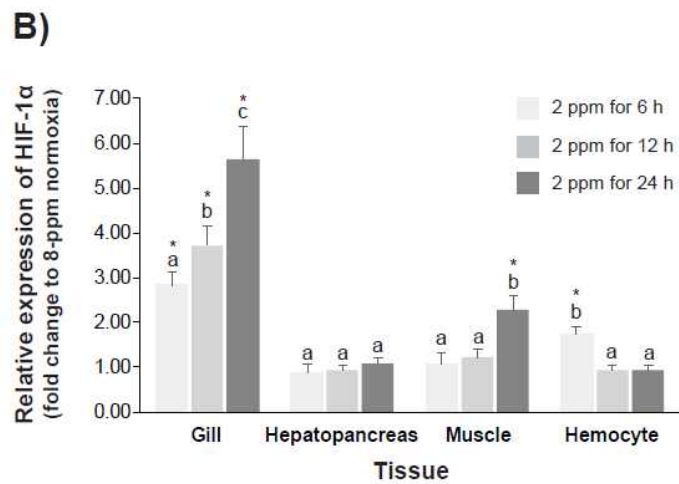 B)
Relative expression of HIF-1α
(fold change to 8-ppm normoxia)
7.00
6.00
5.00
4.00
3.00
2.00
1.00
0.00
2 ppm for 6 h
2 ppm for 12 h
2 ppm for 24 h
*
a
*
b
*
c
a
a
a
a
a
*
b
*
b
a
a
Gill
Hepatopancreas
Muscle
Hemocyte
Tissue